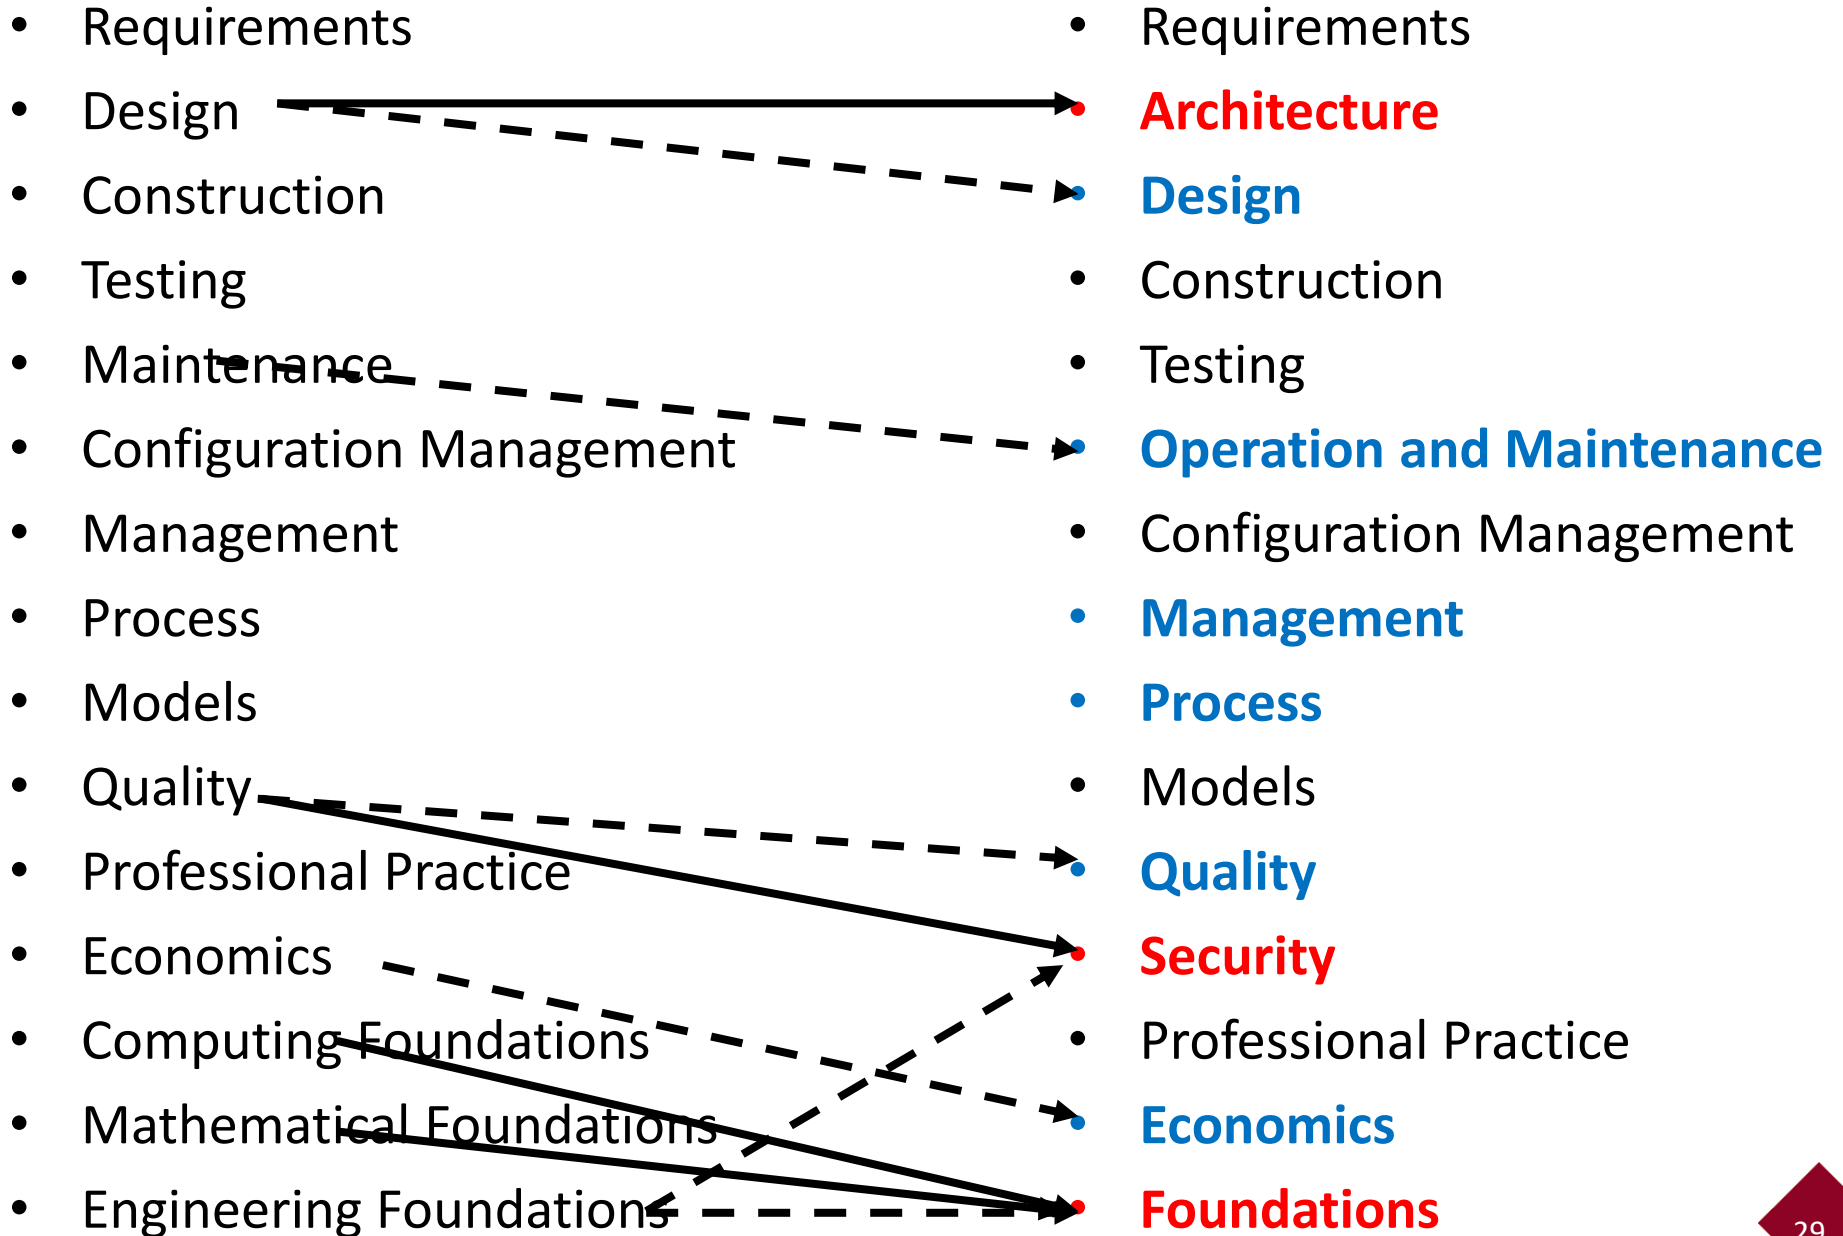 • Requirements
• Design
• Construction
• Testing
• Maintenance
• Configuration Management
• Management
• Process
• Models
• Quality
• Professional Practice
• Economics
• Computing Foundations
• Mathematical Foundations
• Engineering Foundations
• Requirements
• Architecture
• Design
• Construction
• Testing
• Operation and Maintenance
• Configuration Management
• Management
• Process
• Models
• Quality
• Security
• Professional Practice
• Economics
• Foundations
29